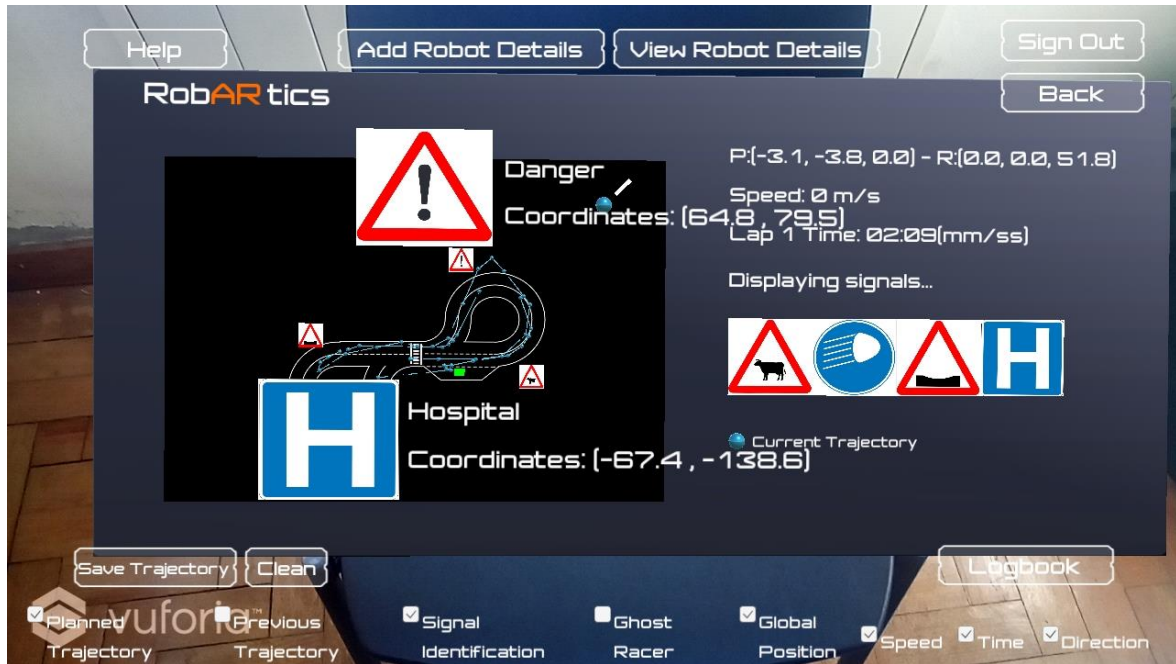 Help
Add Robot Details
View Robot Details
Sign Out
Back
RobARtics
Danger
Coordinates: (64.8 , 79.5)
P:(-3.1, -3.8, 0.0) - R:(0.0, 0.0, 51.8)
Speed: 0 m/s
Lap 1 Time: 02:09(mm/ss)
Displaying signals...
H
H
Hospital
Coordinates: (-67.4 , -138.6)
Current Trajectory
Save Trajectory
Clean
Logbook
vuforia™
Planned
Trajectory
Previous
Trajectory
Signal
Identification
Ghost
Racer
Global
Position
Speed
Time
Direction